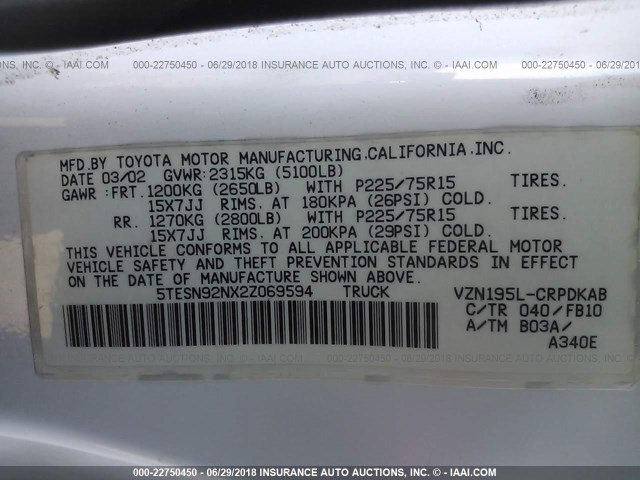 000-22750450 - 06/29/2018 INSURANCE AUTO AUCTIONS, INC. © - IAAI.COM
MFD.BY TOYOTA MOTOR MANUFACTURING.CALIFORNIA.INC.
DATE 03/02 GVWR:2315KG (5100LB)
GAWR :FRT. 1200KG (2650LB) WITH P225/75R15 TIRES.
15X7JJ RIMS. AT 180KPA (26PSI) COLD.
RR. 1270KG (2800LB) WITH P225/75R15 TIRES.
15X7JJ RIMS. AT 200KPA (29PSI) COLD.
THIS VEHICLE CONFORMS TO ALL APPLICABLE FEDERAL MOTOR
VEHICLE SAFETY AND THEFT PREVENTION STANDARDS IN EFFECT
ON THE DATE OF MANUFACTURE SHOWN ABOVE.
5TESN92NX2Z069594 TRUCK VZN195L-CRPDKAB
C/TR 040/FB10
A/TM B03A/
A340E
000-22750450 - 06/29/2018 INSURANCE AUTO AUCTIONS, INC. © - IAAI.COM
000-22750450 - 06/29/2018 INSURANCE AUTO AUCTIONS, INC. © - IAAI.COM